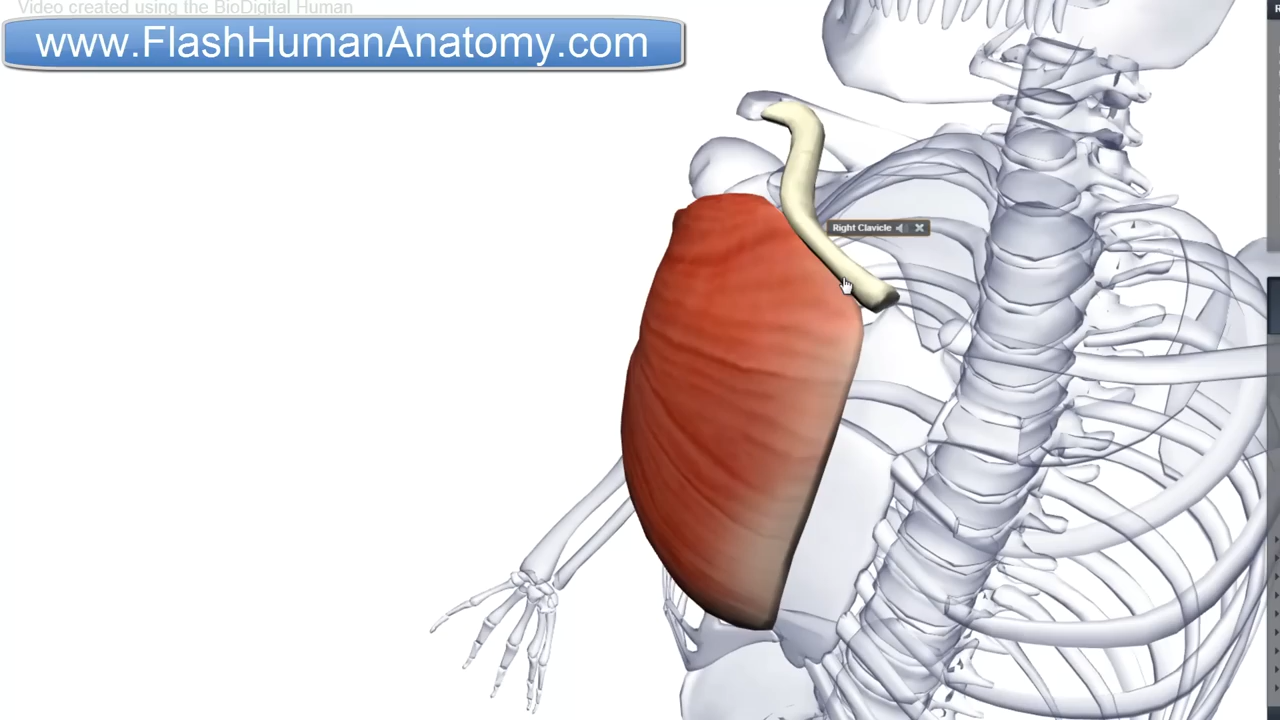 Video created using the BioDigital Human
www.FlashHumanAnatomy.com
Right Clavicle